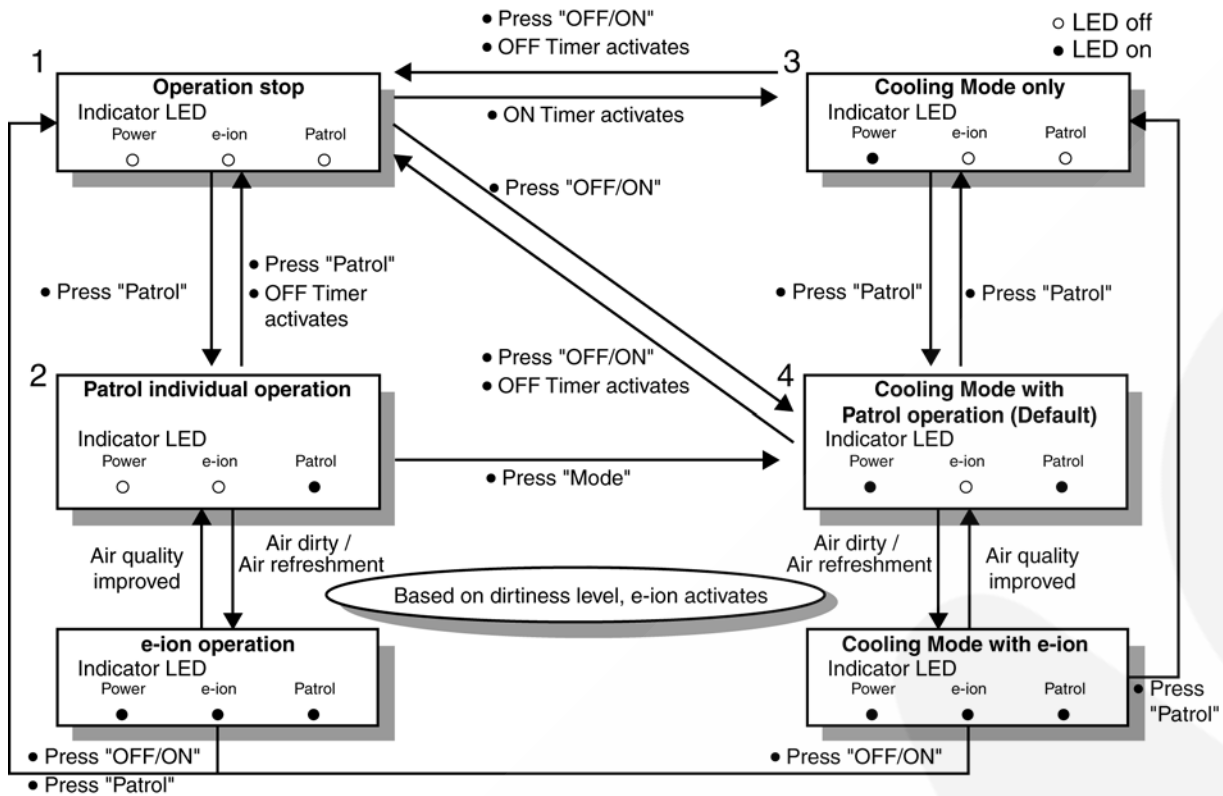 ● Press "OFF/ON"
● OFF Timer activates
○ LED off
● LED on
1
Operation stop
Indicator LED
Power e-ion Patrol
● ON Timer activates
3
Cooling Mode only
Indicator LED
Power e-ion Patrol
● Press "OFF/ON"
● Press "Patrol"
● Press "Patrol"
● OFF Timer
activates
● Press "Patrol"
● Press "Patrol"
● Press "OFF/ON"
● OFF Timer activates
2
Patrol individual operation
Indicator LED
Power e-ion Patrol
● Press "Mode"
4
Cooling Mode with
Patrol operation (Default)
Indicator LED
Power e-ion Patrol
Air quality
improved
Air dirty /
Air refreshment
Based on dirtiness level, e-ion activates
Air dirty /
Air refreshment
Air quality
improved
e-ion operation
Indicator LED
Power e-ion Patrol
Cooling Mode with e-ion
Indicator LED
Power e-ion Patrol
● Press
"Patrol"
● Press "OFF/ON"
● Press "Patrol"
● Press "OFF/ON"